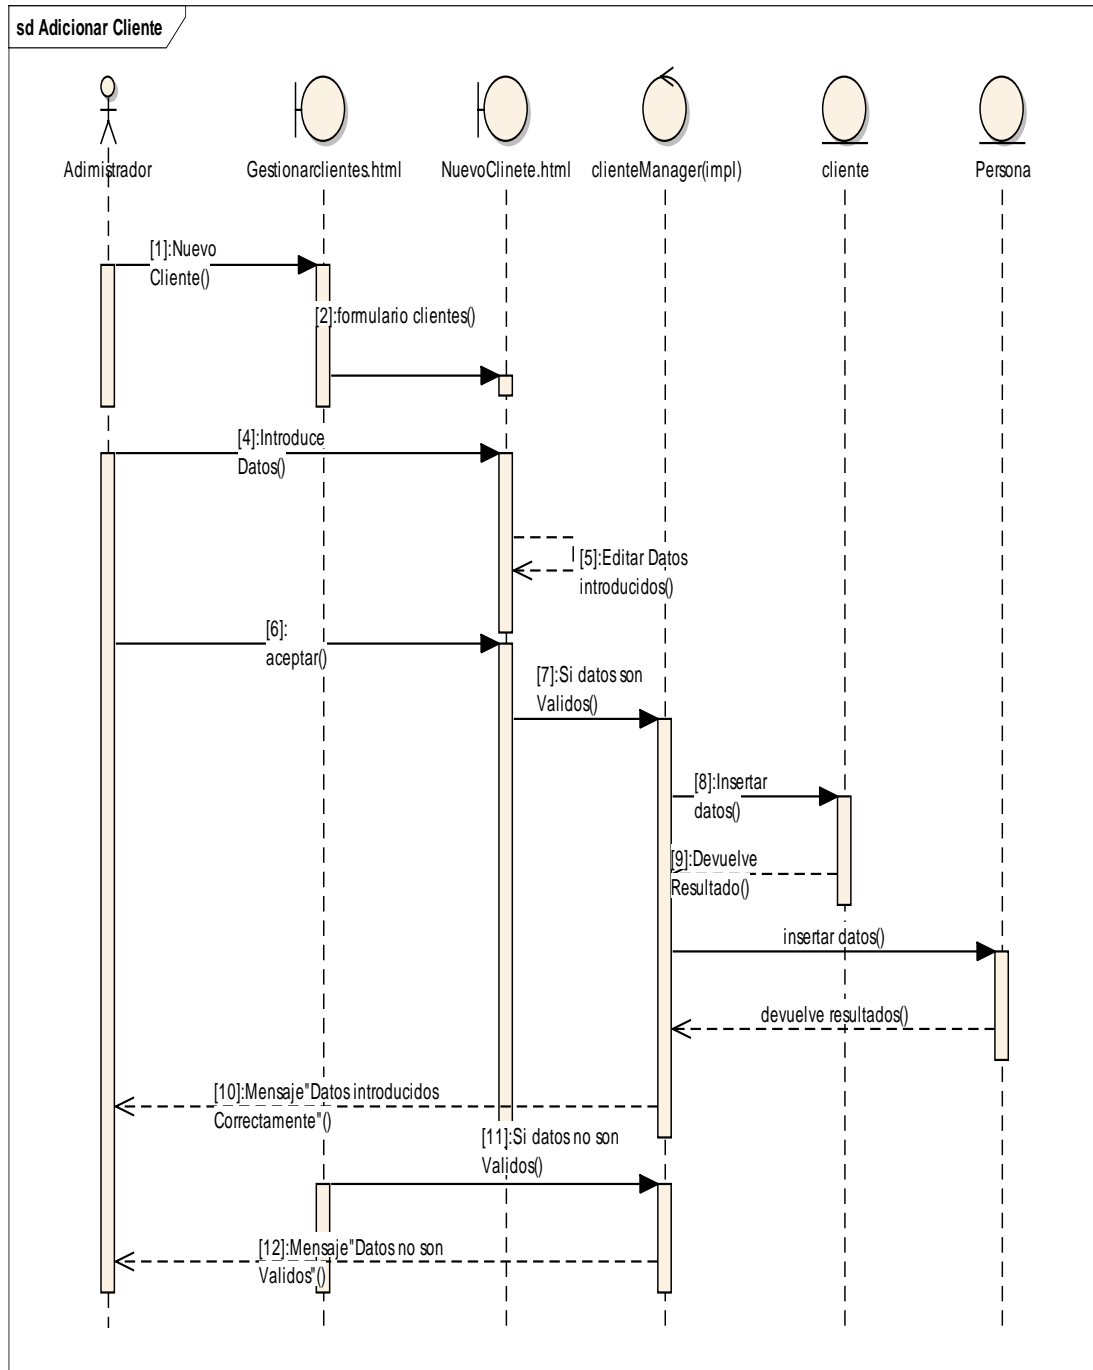 sd Adicionar Cliente
Adimistrador
Gestionarclientes.html
NuevoClinete.html
clienteManager(impl)
cliente
Persona
[1]:Nuevo
Cliente()
[2]:formulario clientes()
[4]:Introduce
Datos()
[5]:Editar Datos
introducidos()
[6]:
aceptar()
[7]:Si datos son
Validos()
[8]:Insertar
datos()
[9]:Devuelve
Resultado()
insertar datos()
devuelve resultados()
[10]:Mensaje"Datos introducidos
Correctamente"()
[11]:Si datos no son
Validos()
[12]:Mensaje"Datos no son
Validos"()